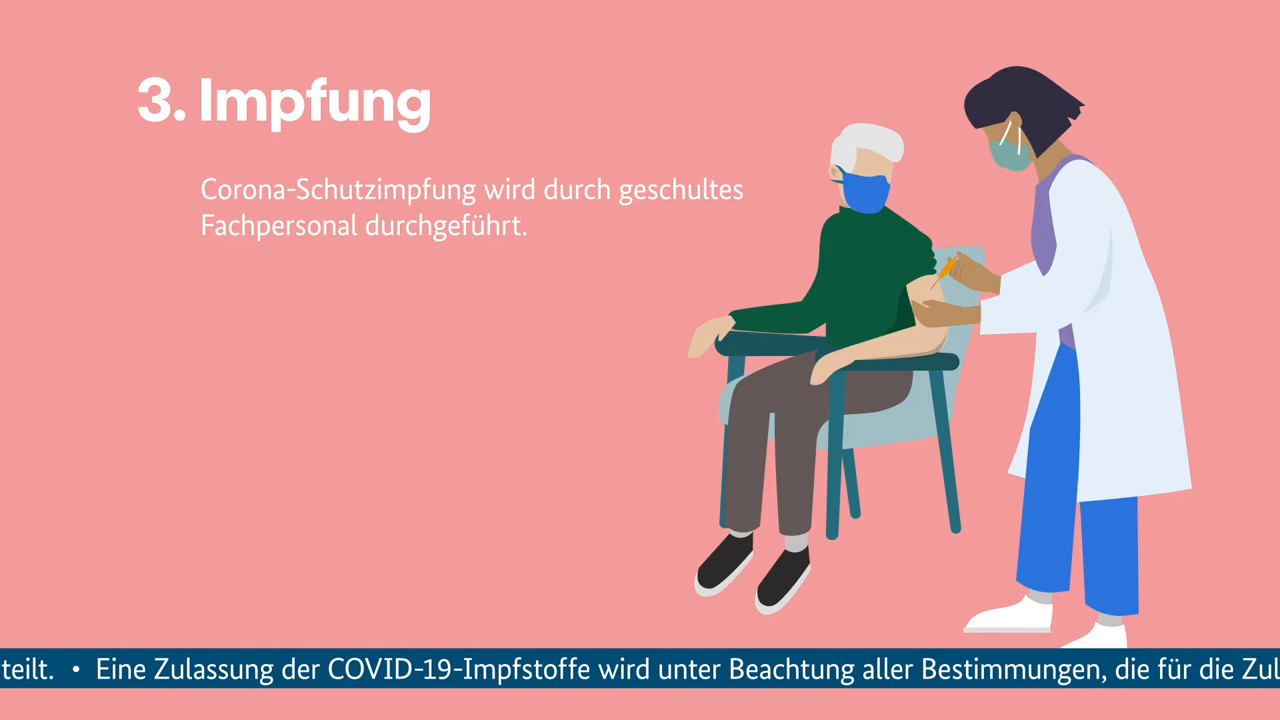 3. Impfung
Corona-Schutzimpfung wird durch geschultes
Fachpersonal durchgeführt.
teilt. • Eine Zulassung der COVID-19-Impfstoffe wird unter Beachtung aller Bestimmungen, die für die Zul